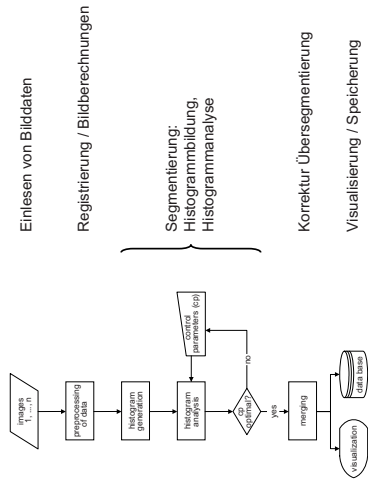 images
1, ..., n
Einlesen von Bilddaten
preprocessing
of data
Registrierung / Bildberechnungen
histogram
generation
Segmentierung:
Histogrammbildung,
Histogrammanalyse
histogram
analysis
control
parameters (cp)
cp
optimal?
no
yes
merging
Korrektur Übersegmentierung
visualization
data base
Visualisierung / Speicherung